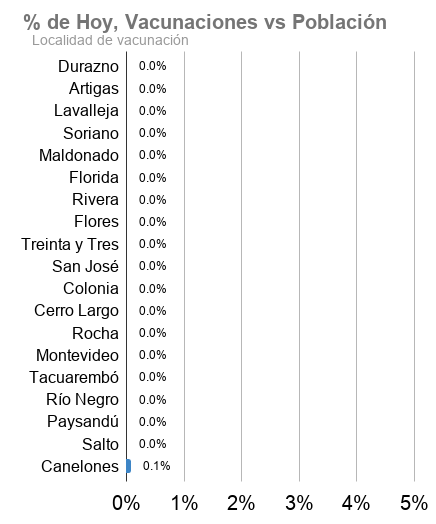 % de Hoy, Vacunaciones vs Población
Localidad de vacunación
Durazno 0.0%
Artigas 0.0%
Lavalleja 0.0%
Soriano 0.0%
Maldonado 0.0%
Florida 0.0%
Rivera 0.0%
Flores 0.0%
Treinta y Tres 0.0%
San José 0.0%
Colonia 0.0%
Cerro Largo 0.0%
Rocha 0.0%
Montevideo 0.0%
Tacuarembó 0.0%
Río Negro 0.0%
Paysandú 0.0%
Salto 0.0%
Canelones 0.1%
0% 1% 2% 3% 4% 5%